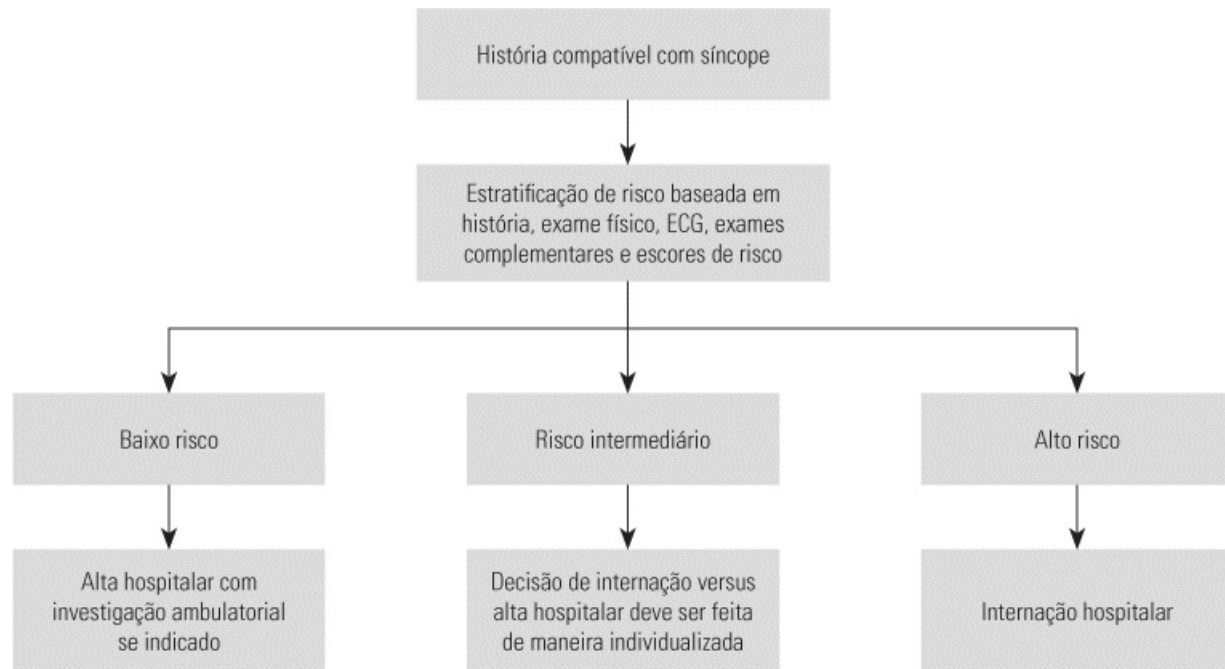 História compatível com síncope
Estratificação de risco baseada em
história, exame físico, ECG, exames
complementares e escores de risco
Baixo risco
Risco intermediário
Alto risco
Alta hospitalar com
investigação ambulatorial
se indicado
Decisão de internação versus
alta hospitalar deve ser feita
de maneira individualizada
Internação hospitalar